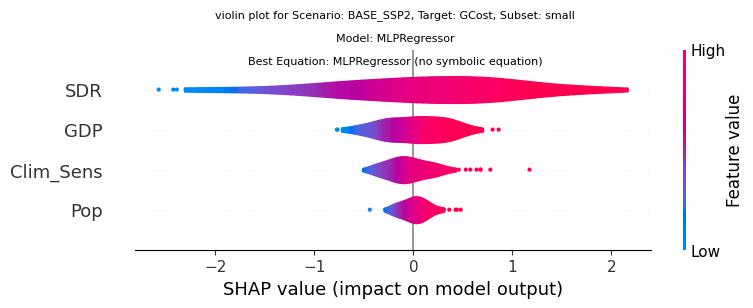 violin plot for Scenario: BASE_SSP2, Target: GCost, Subset: small
Model: MLPRegressor
Best Equation: MLPRegressor (no symbolic equation)
High
SDR
GDP
Clim_Sens
Pop
Feature value
Low
−2
−1
0
1
2
SHAP value (impact on model output)